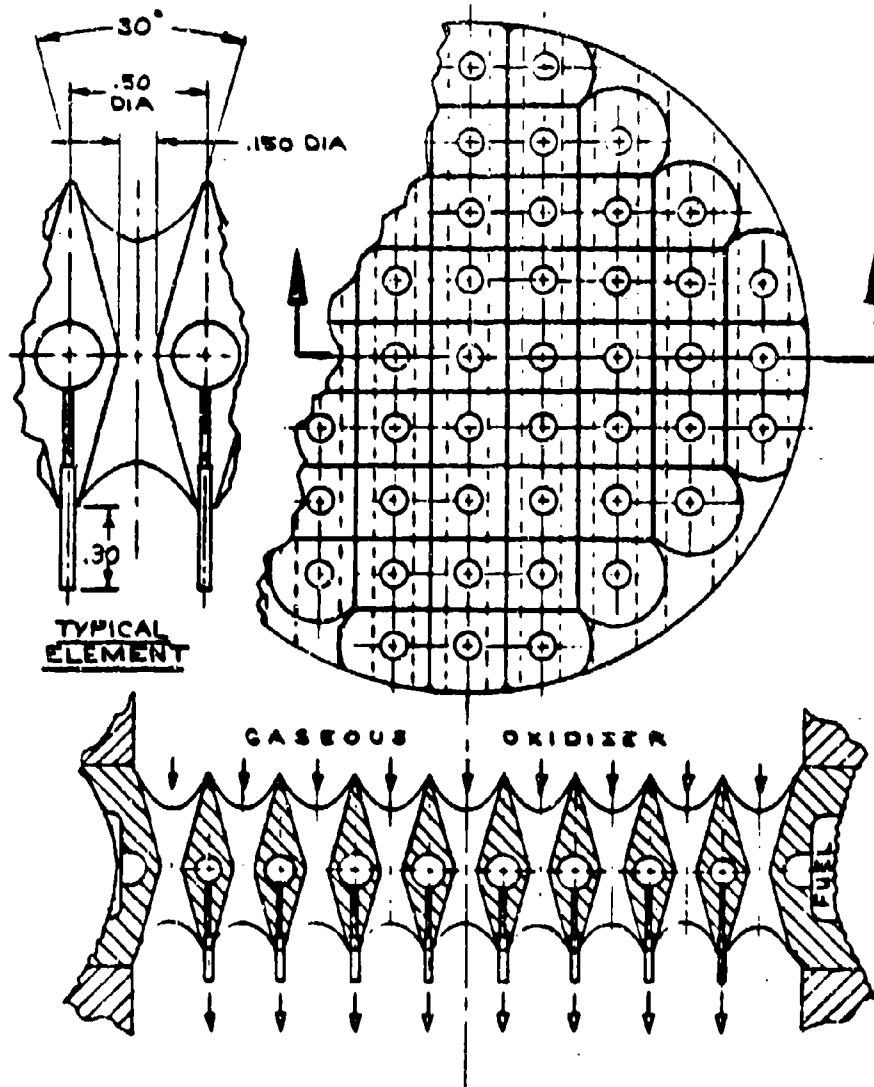 30°
.50
DIA
.150 DIA
.30
TYPICAL
ELEMENT
GASEOUS OXIDIZER
FUEL